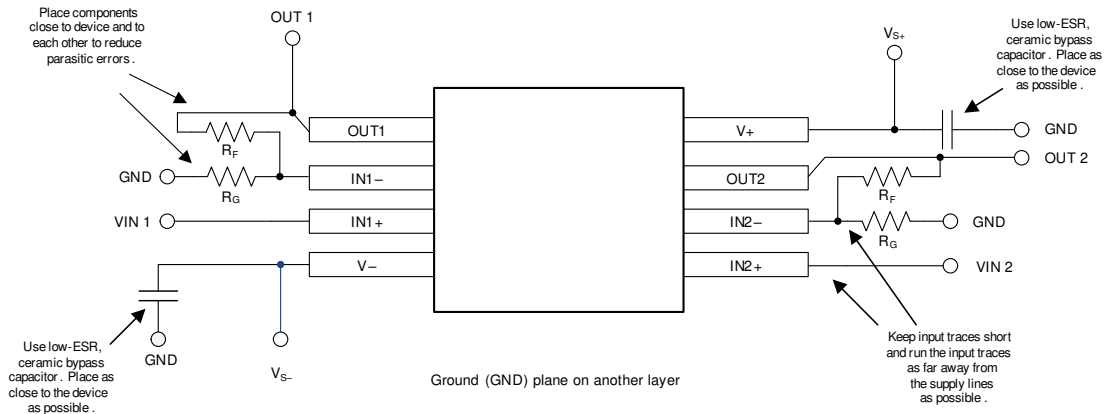 Place components
close to device and to
each other to reduce
parasitic errors .
OUT 1
OUT1
RF
GND
IN1−
RG
VIN 1
IN1+
V−
Use low-ESR,
ceramic bypass
capacitor . Place as
close to the device
as possible .
GND
VS−
Ground (GND) plane on another layer
VS+
Use low-ESR,
ceramic bypass
capacitor . Place as
close to the device
as possible .
V+
GND
OUT2
OUT 2
RF
IN2−
GND
RG
IN2+
VIN 2
Keep input traces short
and run the input traces
as far away from
the supply lines
as possible .